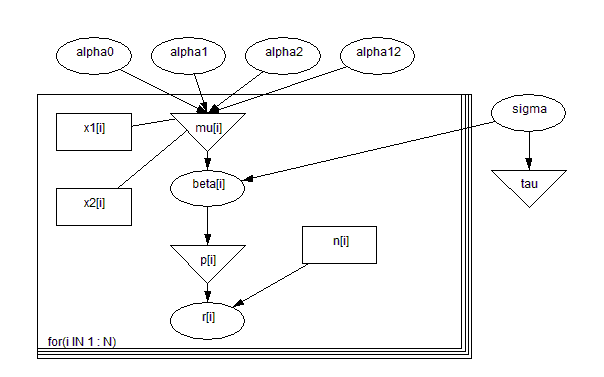 alpha0
alpha1
alpha2
alpha12
sigma
x1[i]
mu[i]
beta[i]
tau
x2[i]
n[i]
p[i]
r[i]
for(i IN 1 : N)